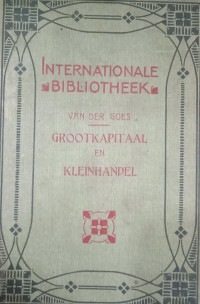 INTERNATIONALE
BIBLIOTHEEK
VAN DER GOES
GROOTKAPITAAL
EN
KLEINHANDEL